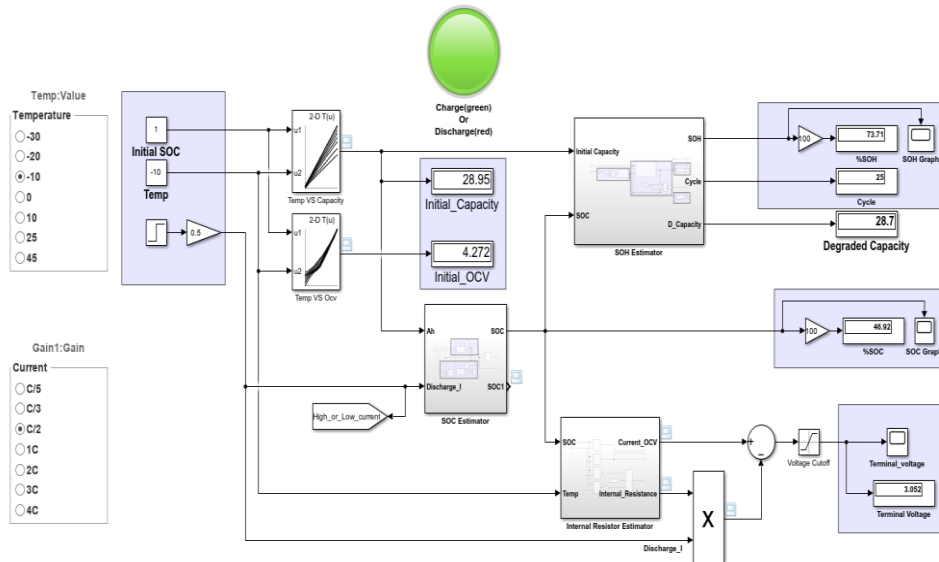 Temp:Value
Temperature
-30
-20
-10
0
10
25
45
Gain1:Gain
Current
C/5
C/3
C/2
1C
2C
3C
4C
1
Initial SOC
-10
Temp
0.5
2-D T(u)
u1
u2
Temp VS Capacity
2-D T(u)
u1
u2
Temp VS Ocv
Charge(green)
Or
Discharge(red)
28.95
Initial_Capacity
4.272
Initial_OCV
Initial Capacity
SOC
SOH
Cycle
D_Capacity
SOH Estimator
100
73.71
%SOH
SOH Graph
25
Cycle
28.7
Degraded Capacity
Ah
Discharge_I
SOC
SOC1
SOC Estimator
High_or_Low_current
100
46.92
%SOC
SOC Graph
SOC
Temp
Current_OCV
Internal_Resistance
Internal Resistor Estimator
X
Discharge_I
+
−
Voltage Cutoff
Terminal_voltage
3.052
Terminal Voltage